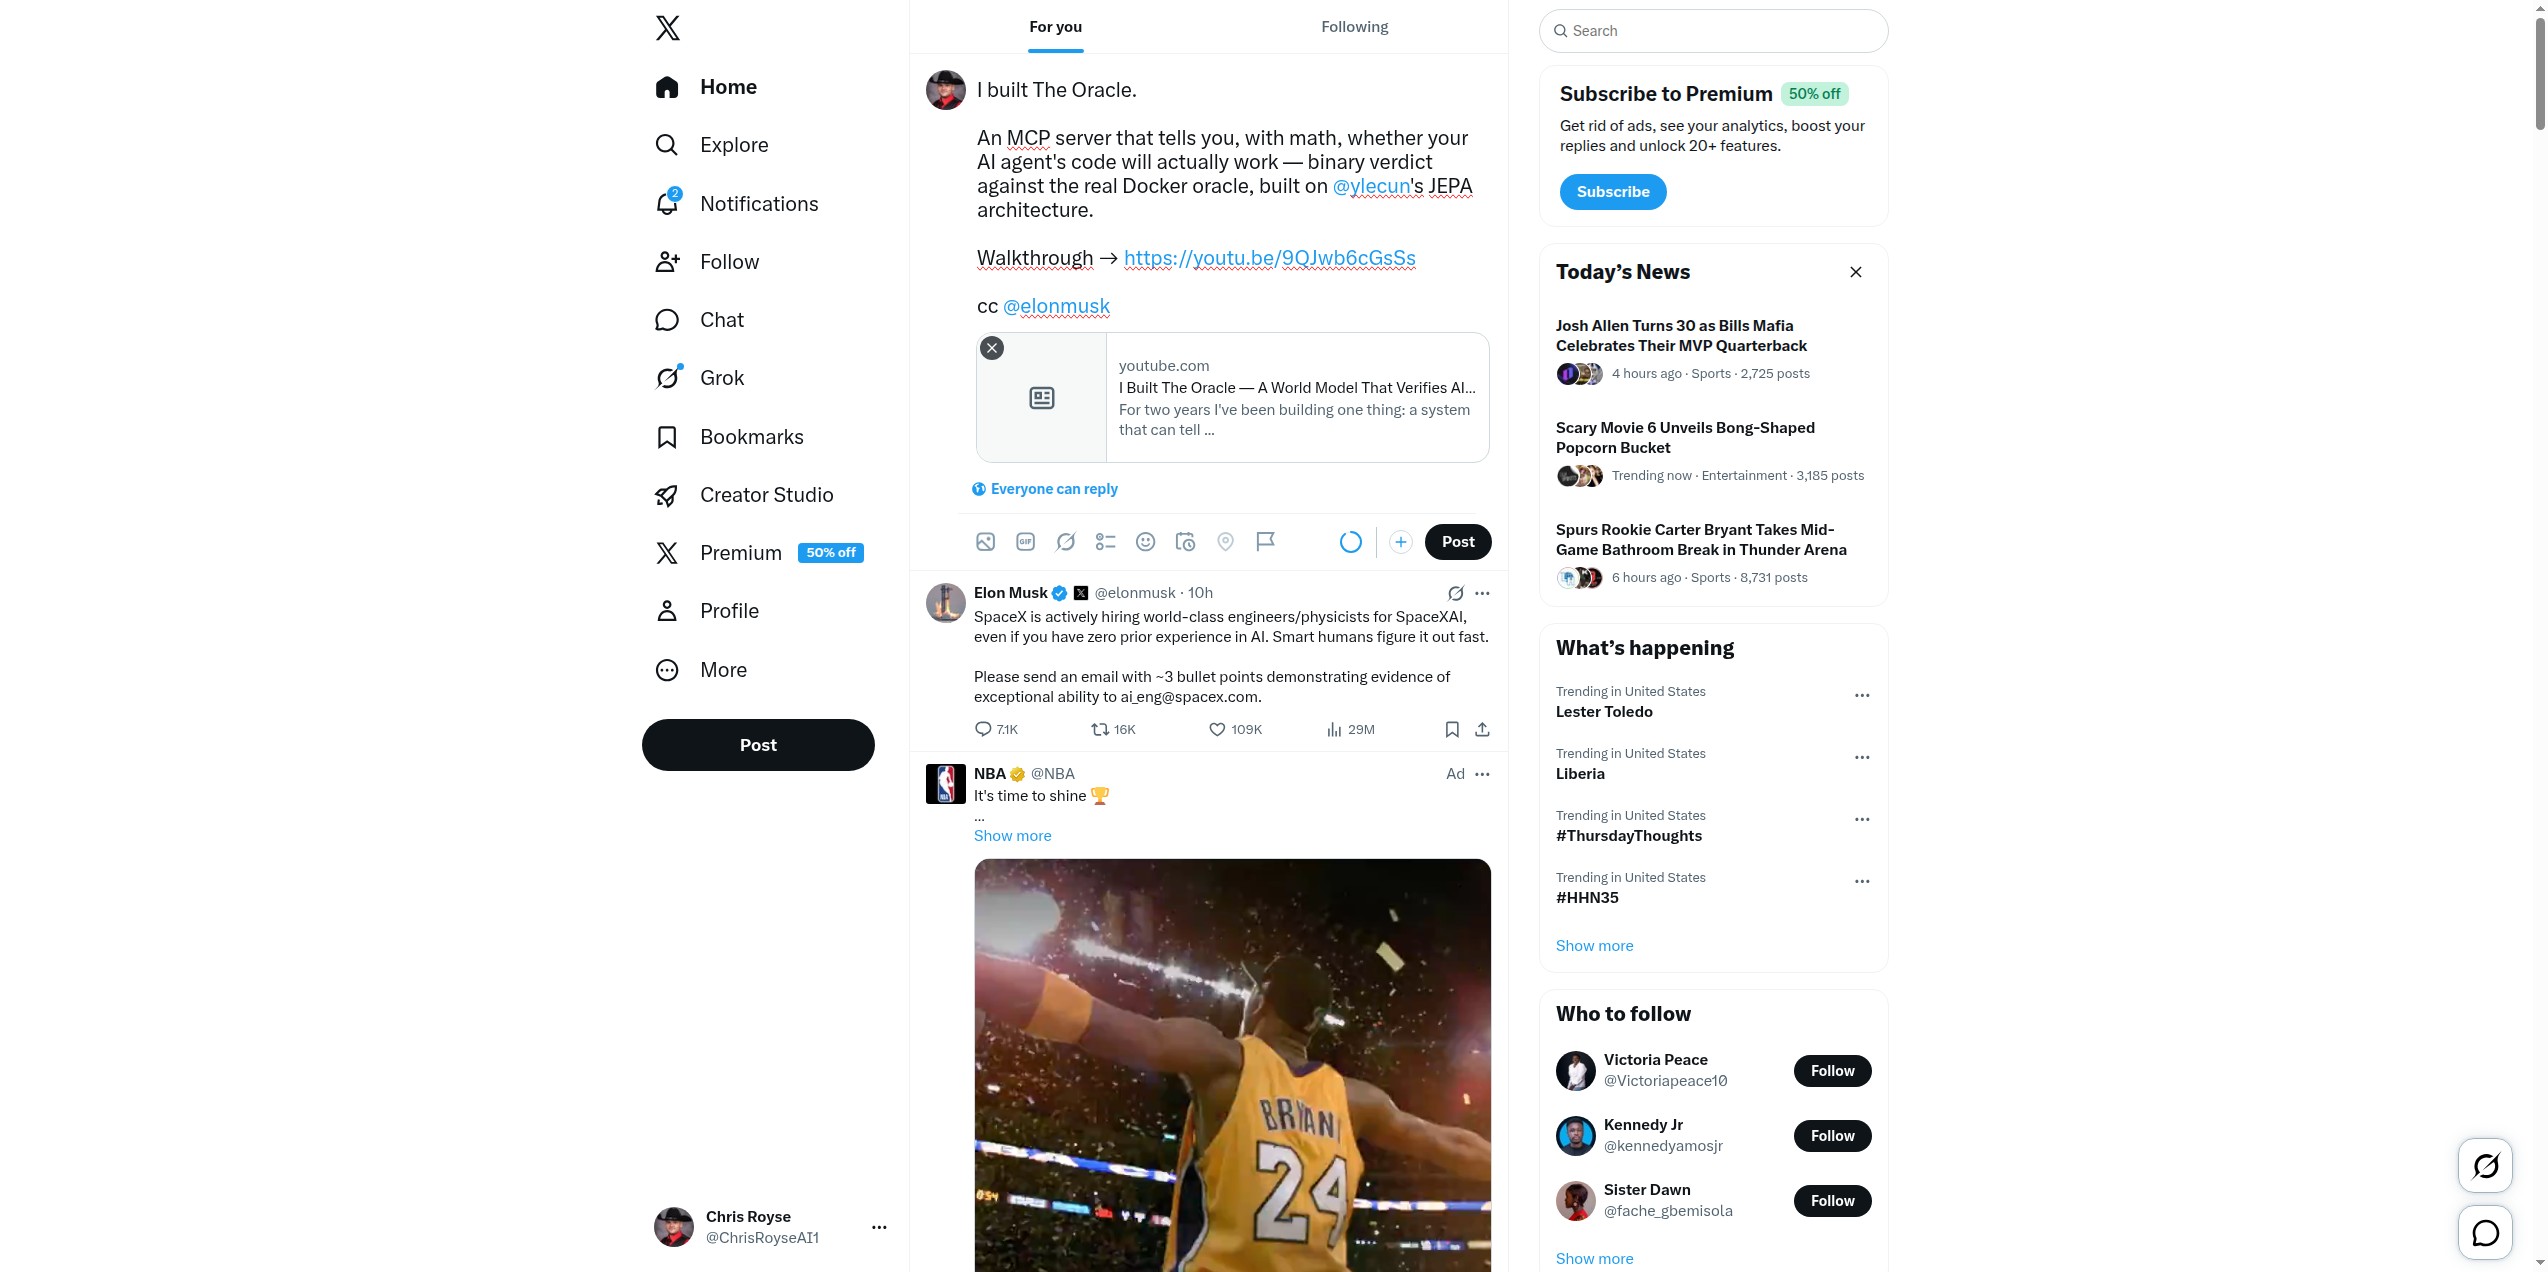 Home
Explore
2
Notifications
Follow
Chat
Grok
Bookmarks
Creator Studio
Premium 50% off
Profile
More
Post
Chris Royse
@ChrisRoyseAI1
For you
Following
I built The Oracle.
An MCP server that tells you, with math, whether your
AI agent's code will actually work — binary verdict
against the real Docker oracle, built on @ylecun's JEPA
architecture.
Walkthrough → https://youtu.be/9QJwb6cGsSs
cc @elonmusk
youtube.com
I Built The Oracle — A World Model That Verifies AI...
For two years I've been building one thing: a system
that can tell ...
Everyone can reply
GIF
Post
Elon Musk @elonmusk · 10h
SpaceX is actively hiring world-class engineers/physicists for SpaceXAI,
even if you have zero prior experience in AI. Smart humans figure it out fast.
Please send an email with ~3 bullet points demonstrating evidence of
exceptional ability to ai_eng@spacex.com.
7.1K 16K 109K 29M
NBA @NBA Ad
It's time to shine 🏆
...
Show more
BRYANT
24
Search
Subscribe to Premium 50% off
Get rid of ads, see your analytics, boost your
replies and unlock 20+ features.
Subscribe
Today's News
Josh Allen Turns 30 as Bills Mafia
Celebrates Their MVP Quarterback
4 hours ago · Sports · 2,725 posts
Scary Movie 6 Unveils Bong-Shaped
Popcorn Bucket
Trending now · Entertainment · 3,185 posts
Spurs Rookie Carter Bryant Takes Mid-
Game Bathroom Break in Thunder Arena
6 hours ago · Sports · 8,731 posts
What's happening
Trending in United States
Lester Toledo
Trending in United States
Liberia
Trending in United States
#ThursdayThoughts
Trending in United States
#HHN35
Show more
Who to follow
Victoria Peace
@Victoriapeace10
Follow
Kennedy Jr
@kennedyamosjr
Follow
Sister Dawn
@fache_gbemisola
Follow
Show more